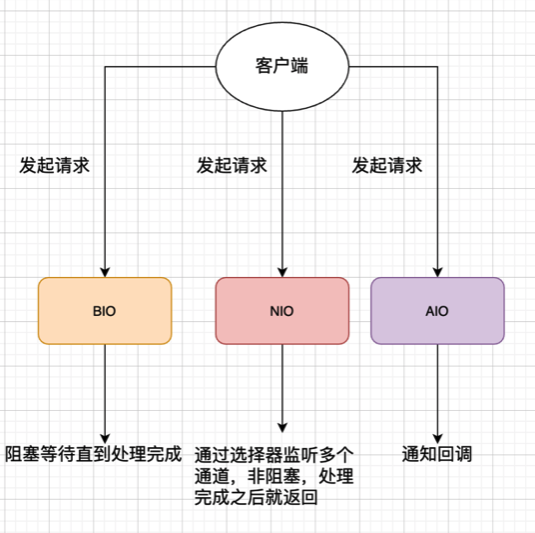 客户端
发起请求
发起请求
发起请求
BIO
NIO
AIO
阻塞等待直到处理完成
通过选择器监听多个
通道，非阻塞，处理
完成之后就返回
通知回调